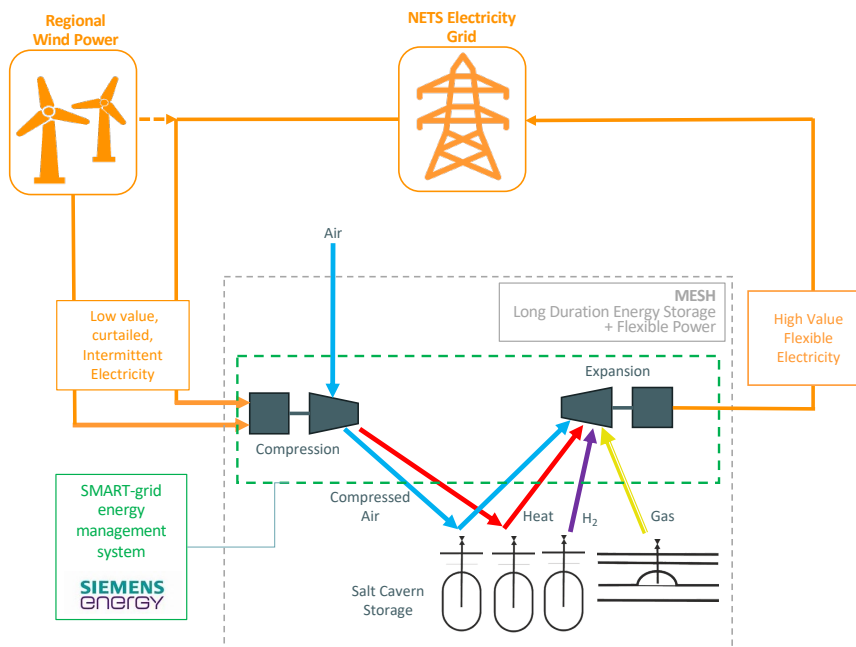 Regional
Wind Power
NETS Electricity
Grid
Air
MESH
Long Duration Energy Storage
+ Flexible Power
Low value,
curtailed,
Intermittent
Electricity
High Value
Flexible
Electricity
Expansion
Compression
SMART-grid
energy
management
system
SIEMENS
energy
Compressed
Air
Heat
H₂
Gas
Salt Cavern
Storage